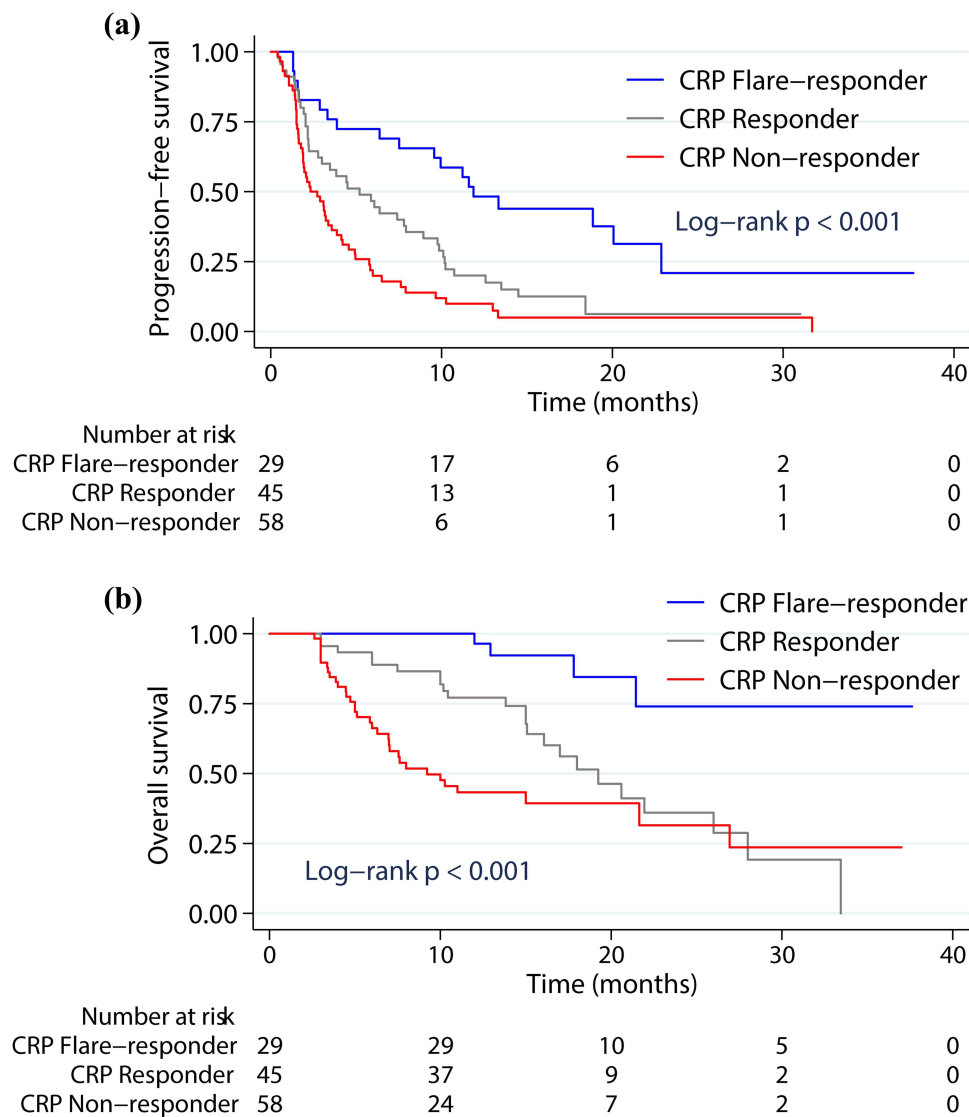 (a)
1.00
0.75
0.50
0.25
0.00
Progression−free survival
CRP Flare−responder
CRP Responder
CRP Non−responder
Log−rank p < 0.001
0 10 20 30 40
Time (months)
Number at risk
CRP Flare−responder 29 17 6 2 0
CRP Responder 45 13 1 1 0
CRP Non−responder 58 6 1 1 0
(b)
CRP Flare−responder
CRP Responder
CRP Non−responder
1.00
0.75
0.50
0.25
0.00
Overall survival
Log−rank p < 0.001
0 10 20 30 40
Time (months)
Number at risk
CRP Flare−responder 29 29 10 5 0
CRP Responder 45 37 9 2 0
CRP Non−responder 58 24 7 2 0